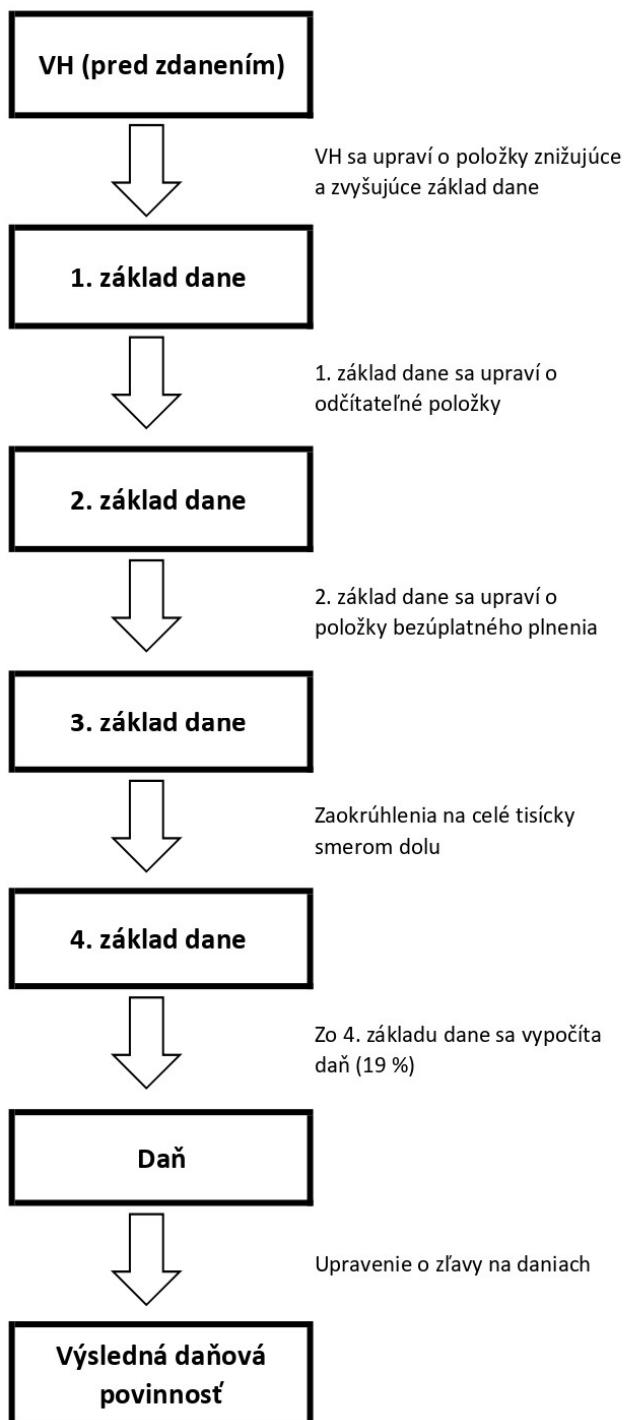 VH (pred zdanením)
VH sa upraví o položky znižujúce
a zvyšujúce základ dane
1. základ dane
1. základ dane sa upraví o
odčítateľné položky
2. základ dane
2. základ dane sa upraví o
položky bezúplatného plnenia
3. základ dane
Zaokrúhlenia na celé tisícky
smerom dolu
4. základ dane
Zo 4. základu dane sa vypočíta
daň (19 %)
Daň
Upravenie o zľavy na daniach
Výsledná daňová
povinnosť